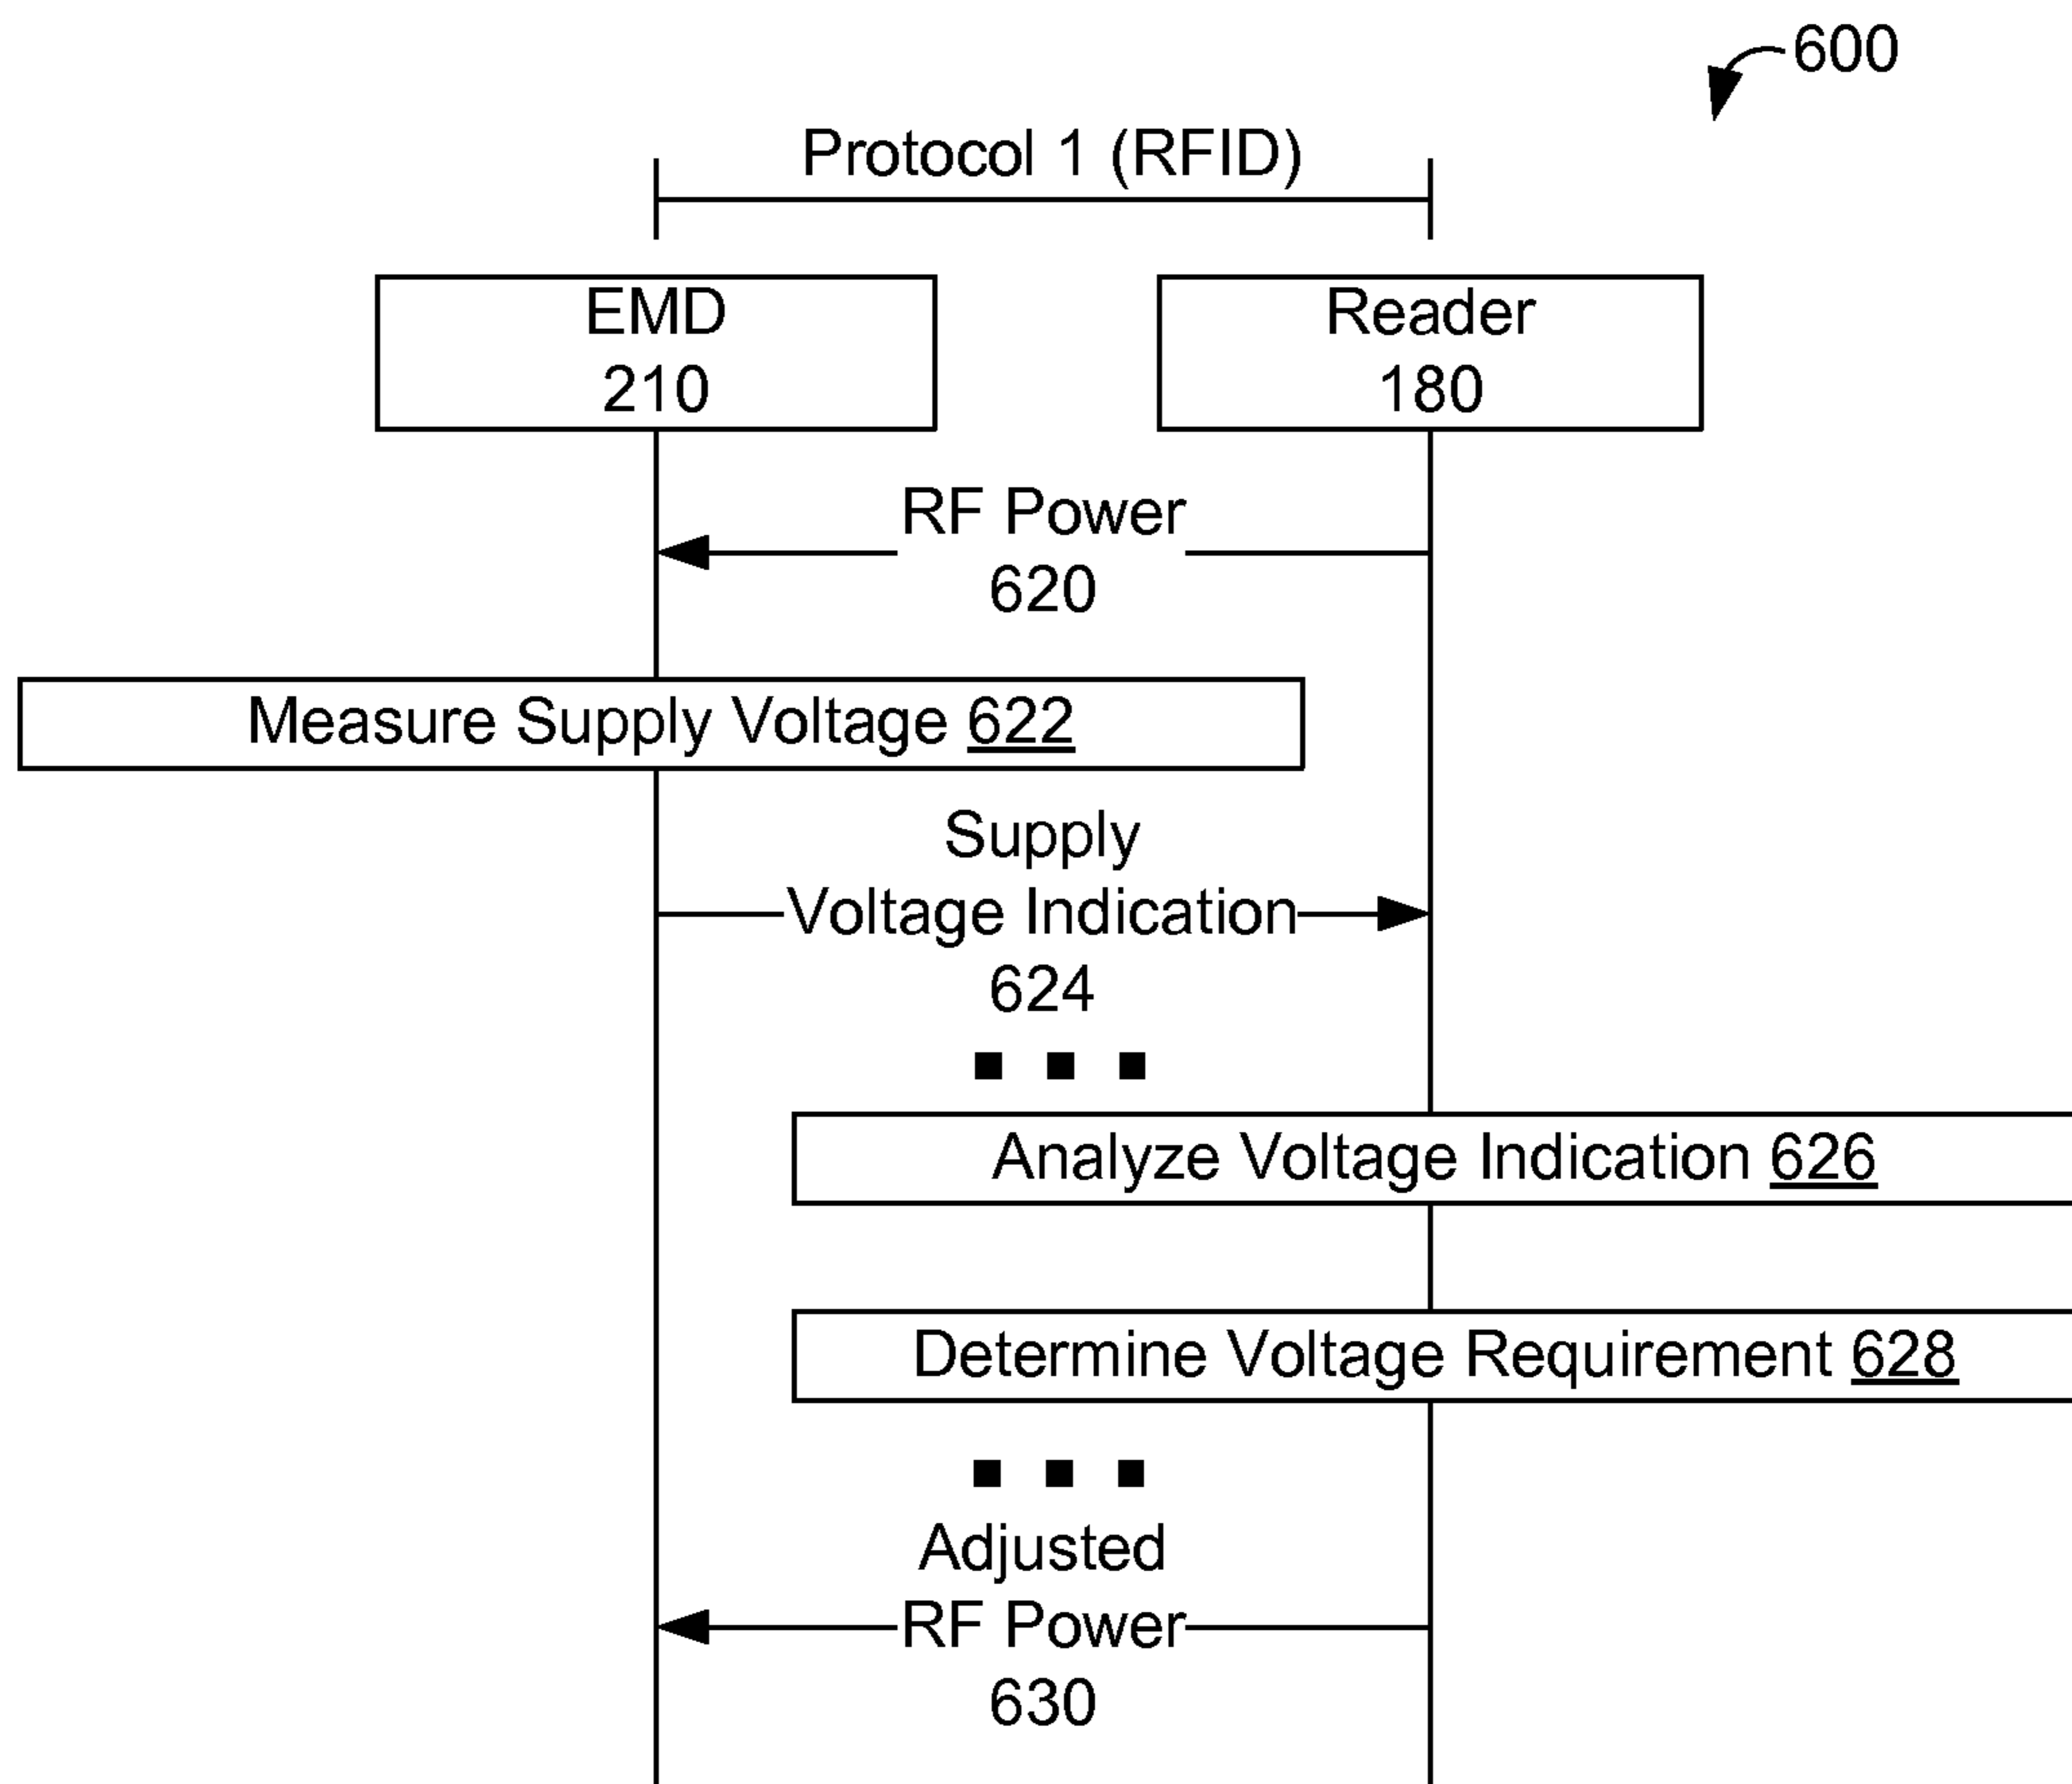 600
Protocol 1 (RFID)
EMD
210
Reader
180
RF Power
620
Measure Supply Voltage 622
Supply
Voltage Indication
624
Analyze Voltage Indication 626
Determine Voltage Requirement 628
Adjusted
RF Power
630